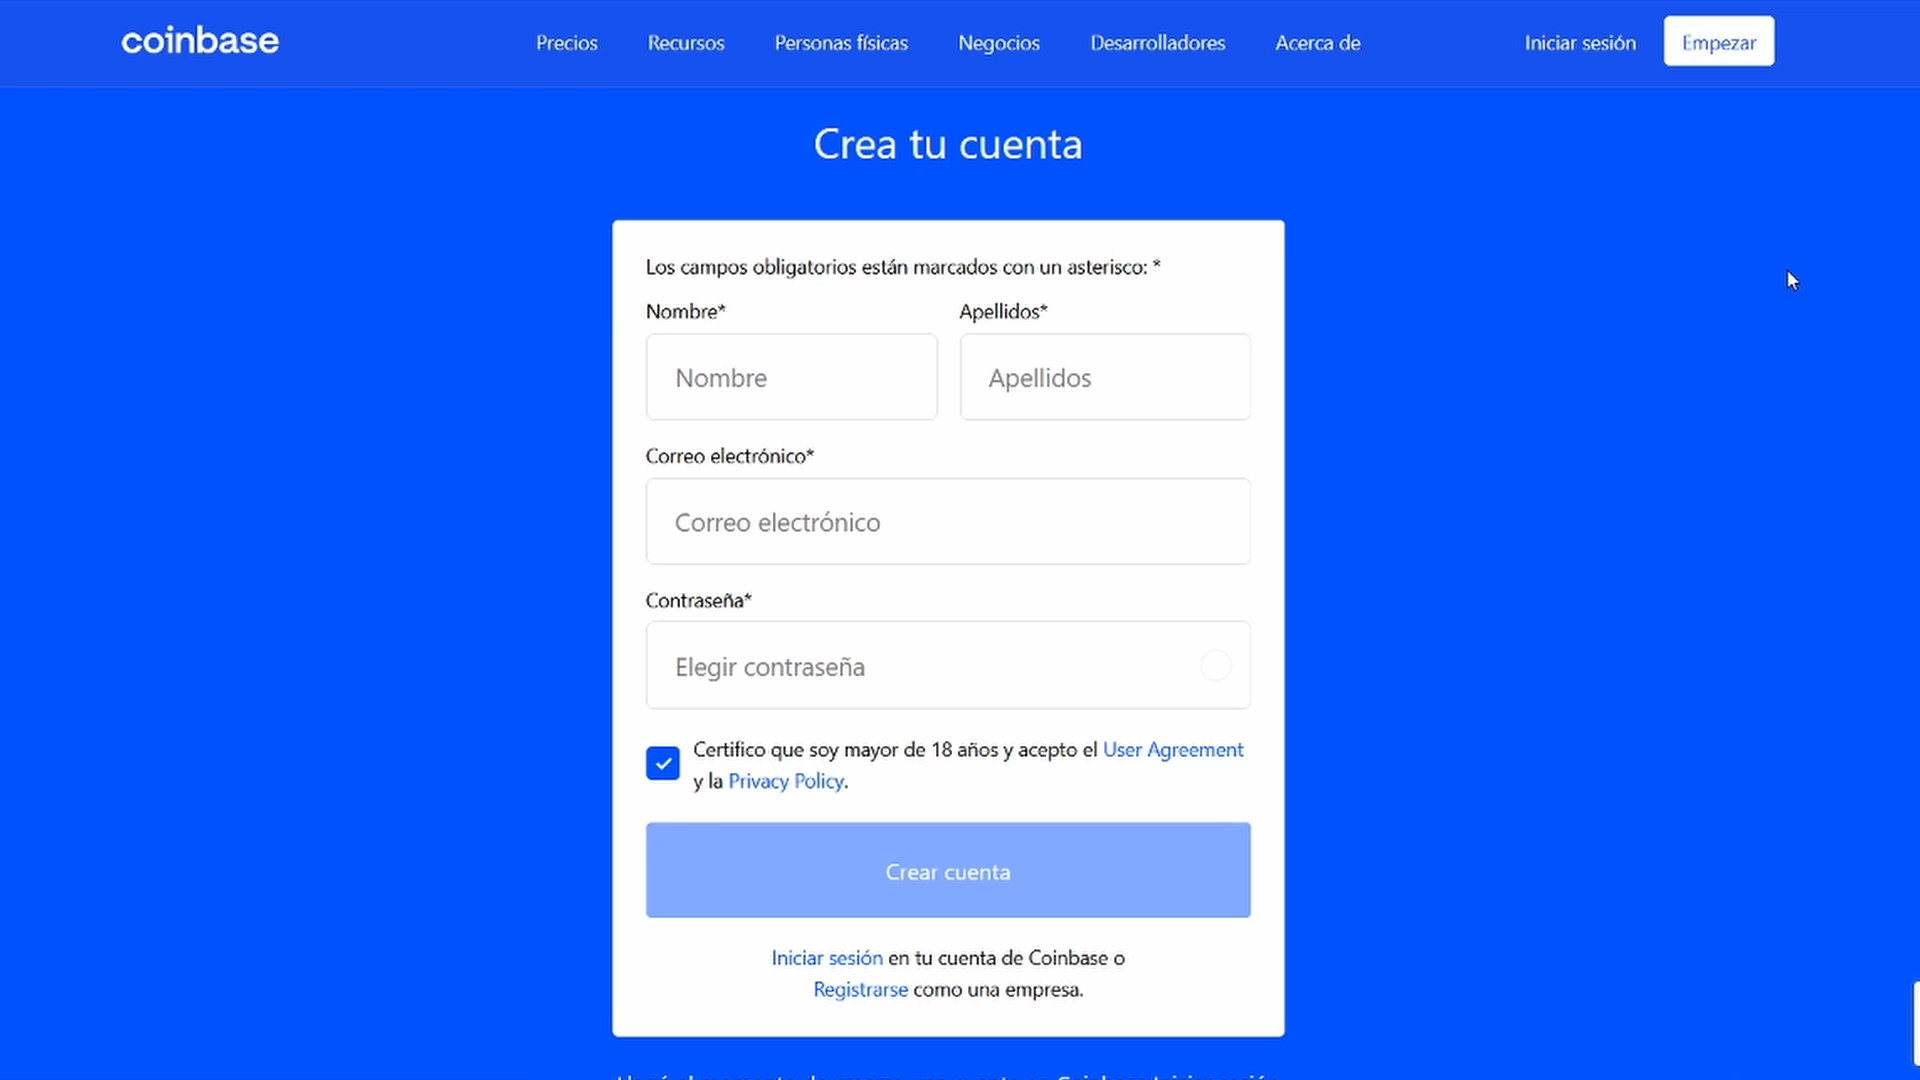 coinbase
Precios
Recursos
Personas físicas
Negocios
Desarrolladores
Acerca de
Iniciar sesión
Empezar
Crea tu cuenta
Los campos obligatorios están marcados con un asterisco: *
Nombre*
Apellidos*
Nombre
Apellidos
Correo electrónico*
Correo electrónico
Contraseña*
Elegir contraseña
Certifico que soy mayor de 18 años y acepto el User Agreement
y la Privacy Policy.
Crear cuenta
Iniciar sesión en tu cuenta de Coinbase o
Registrarse como una empresa.